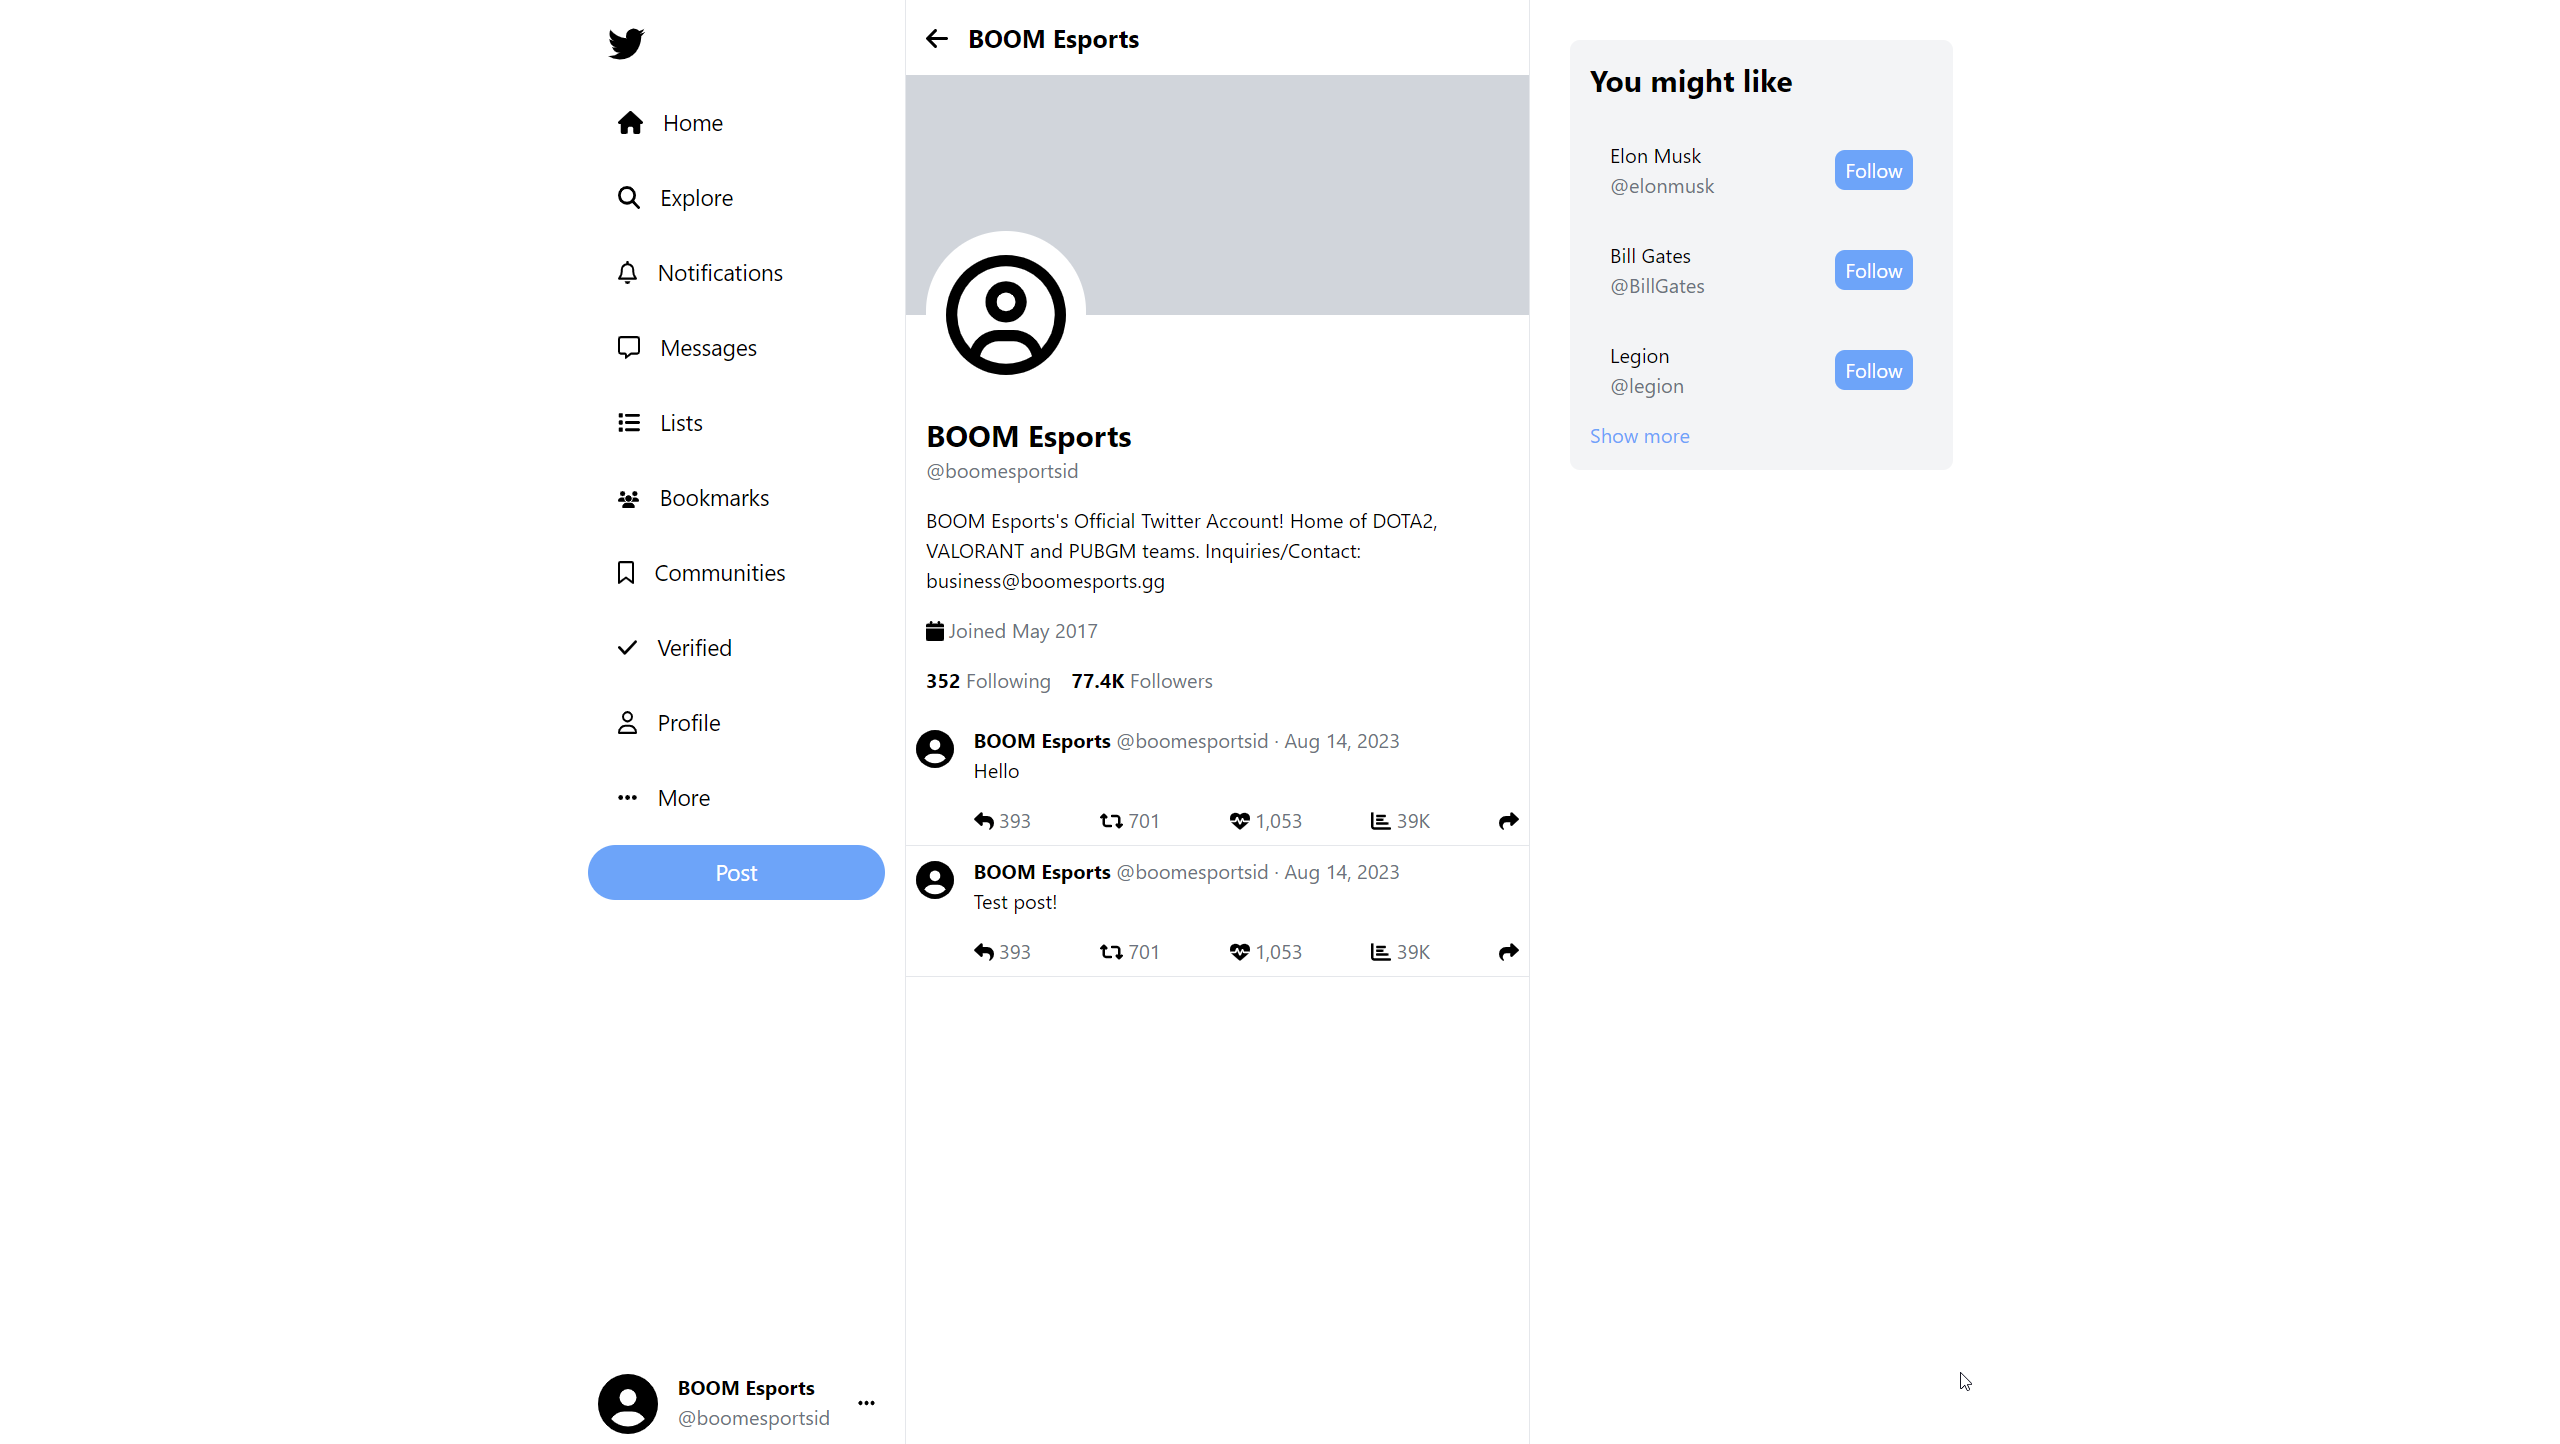 Home
Explore
Notifications
Messages
Lists
Bookmarks
Communities
Verified
Profile
More
Post
BOOM Esports
@boomesportsid
BOOM Esports
BOOM Esports
@boomesportsid
BOOM Esports's Official Twitter Account! Home of DOTA2,
VALORANT and PUBGM teams. Inquiries/Contact:
business@boomesports.gg
Joined May 2017
352 Following 77.4K Followers
BOOM Esports @boomesportsid · Aug 14, 2023
Hello
393 701 1,053 39K
BOOM Esports @boomesportsid · Aug 14, 2023
Test post!
393 701 1,053 39K
You might like
Elon Musk
@elonmusk
Follow
Bill Gates
@BillGates
Follow
Legion
@legion
Follow
Show more